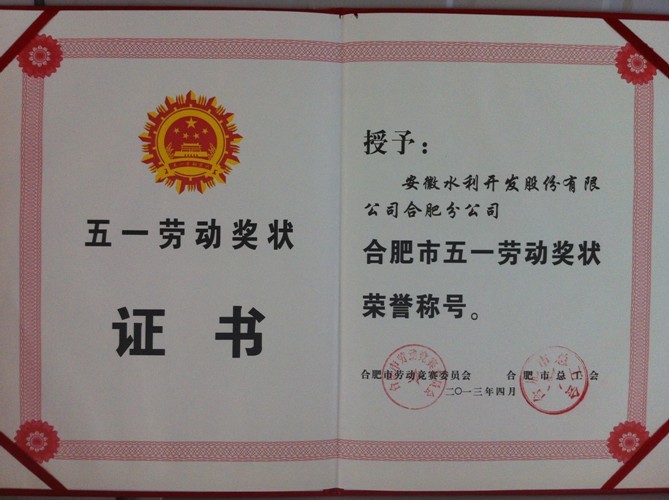 五一劳动奖状
证书
授予：
安徽水利开发股份有限
公司合肥分公司
合肥市五一劳动奖状
荣誉称号。
合肥市劳动竞赛委员会 合肥市总工会
二〇一三年四月